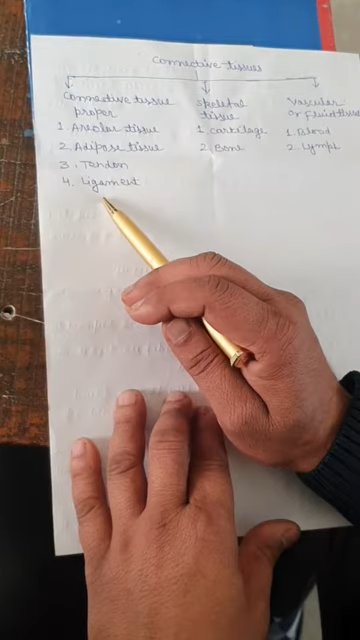 Connective tissues
Connective tissue
proper
1. Areolar tissue
2. Adipose tissue
3. Tendon
4. Ligament
Skeletal
tissue
1. Cartilage
2. Bone
Vascular
Or Fluid tissue
1. Blood
2. Lymph